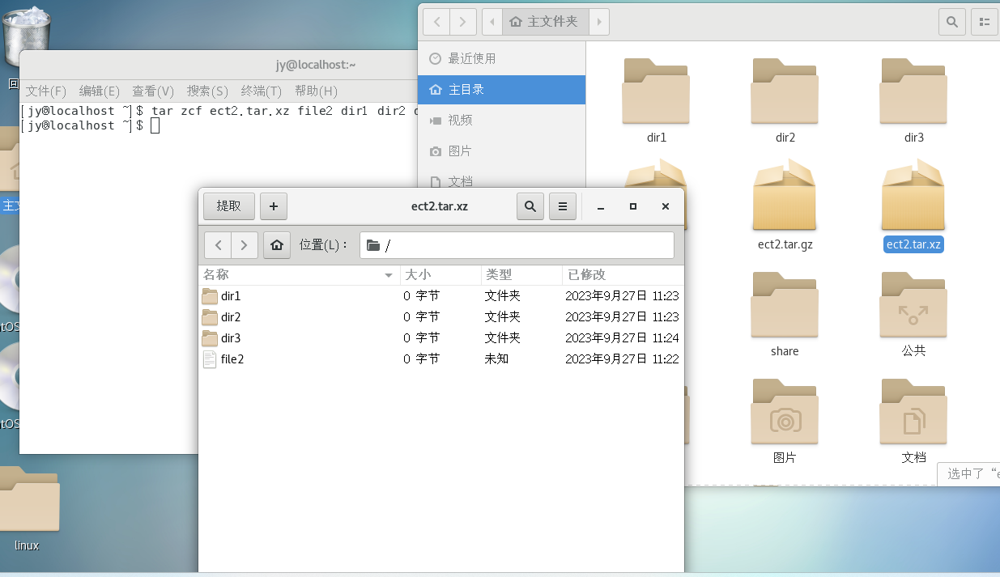 主文件夹
最近使用
主目录
视频
图片
文档
dir1
dir2
dir3
ect2.tar.gz
ect2.tar.xz
share
公共
图片
文档
选中了“e
jy@localhost:~
文件(F) 编辑(E) 查看(V) 搜索(S) 终端(T) 帮助(H)
[jy@localhost ~]$ tar zcf ect2.tar.xz file2 dir1 dir2 d
[jy@localhost ~]$
提取 + ect2.tar.xz
位置(L)： /
名称 大小 类型 已修改
dir1 0 字节 文件夹 2023年9月27日 11:23
dir2 0 字节 文件夹 2023年9月27日 11:23
dir3 0 字节 文件夹 2023年9月27日 11:24
file2 0 字节 未知 2023年9月27日 11:22
回
主文
tOS
tOS
linux